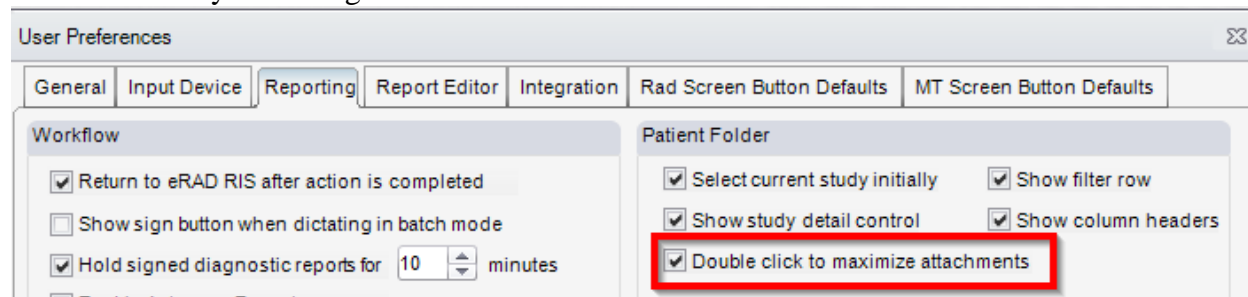 User Preferences
General Input Device Reporting Report Editor Integration Rad Screen Button Defaults MT Screen Button Defaults
Workflow
Return to eRAD RIS after action is completed
Show sign button when dictating in batch mode
Hold signed diagnostic reports for 10 minutes
Patient Folder
Select current study initially Show filter row
Show study detail control Show column headers
Double click to maximize attachments